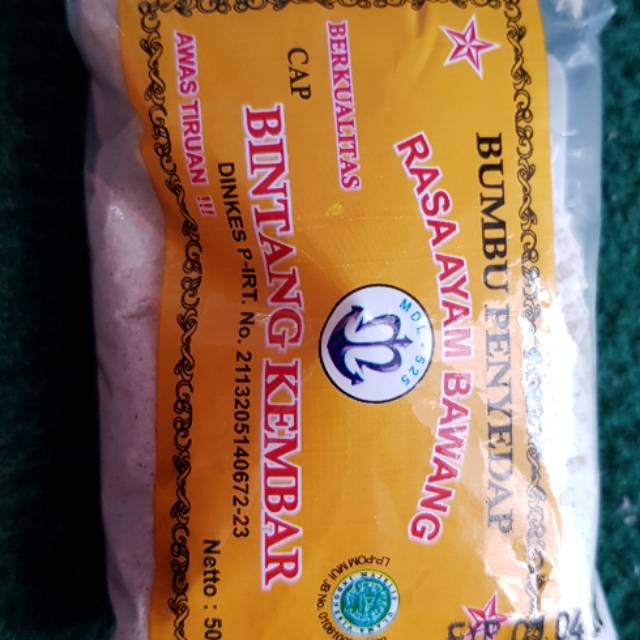 BUMBU PENYEDAP
RASA AYAM BAWANG
MDL 525
BERKUALITAS
CAP
BINTANG KEMBAR
DINKES P-IRT. No. 2113205140672-23
AWAS TIRUAN !!!
Netto : 50